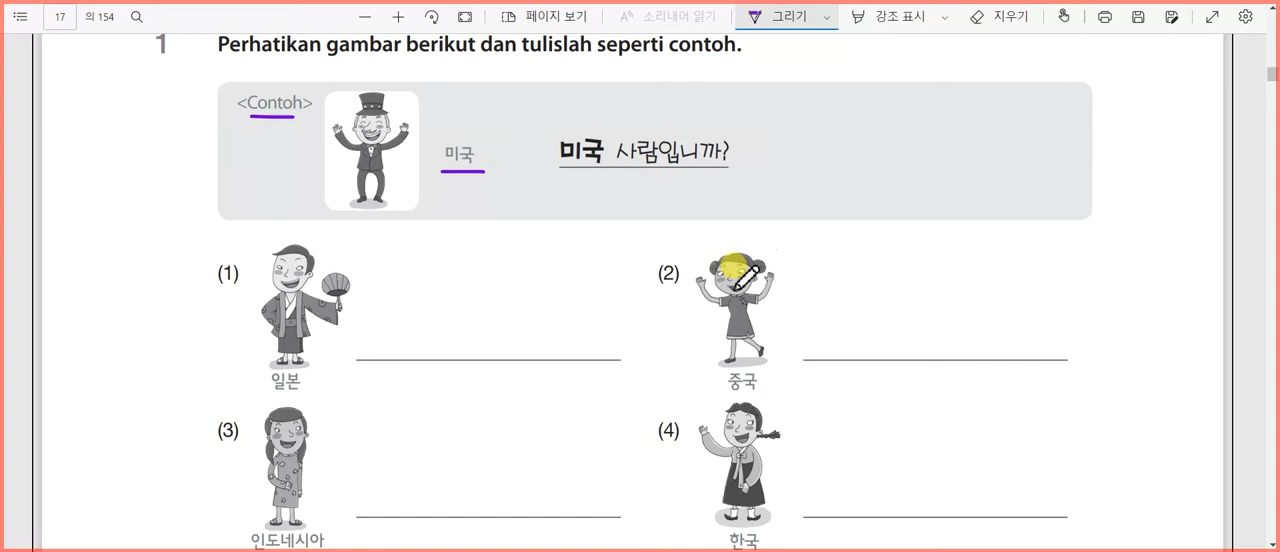 17 의 154 페이지 보기 소리내어 읽기 그리기 강조 표시 지우기
1 Perhatikan gambar berikut dan tulislah seperti contoh.
<Contoh>
미국 미국 사람입니까?
(1)
일본
(2)
중국
(3)
인도네시아
(4)
한국